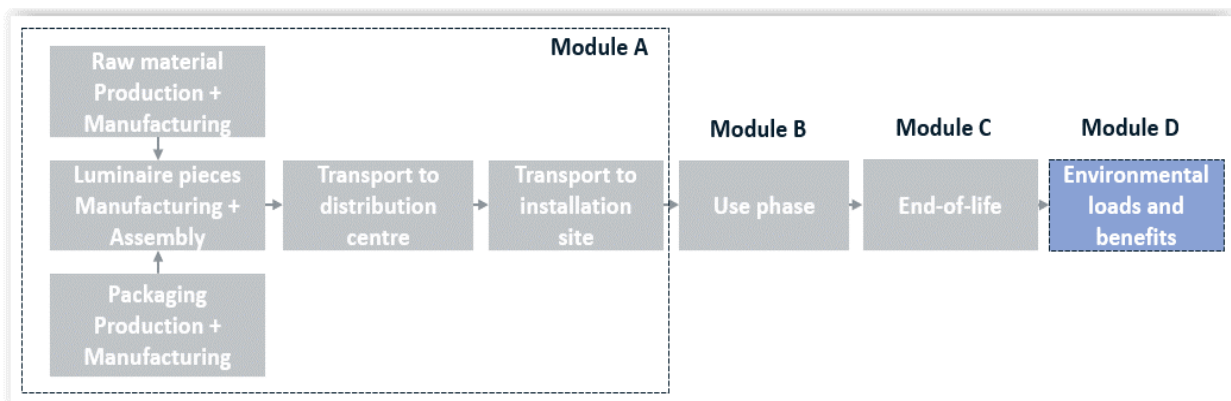 Module A
Raw material
Production +
Manufacturing
Luminaire pieces
Manufacturing +
Assembly
Packaging
Production +
Manufacturing
Transport to
distribution
centre
Transport to
installation
site
Module B
Use phase
Module C
End-of-life
Module D
Environmental
loads and
benefits